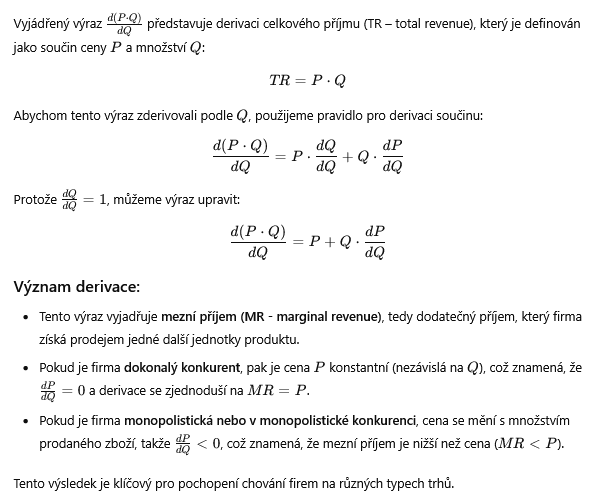 Vyjádřený výraz d(P·Q)/dQ představuje derivaci celkového příjmu (TR – total revenue), který je definován
jako součin ceny P a množství Q:
TR = P · Q
Abychom tento výraz zderivovali podle Q, použijeme pravidlo pro derivaci součinu:
d(P · Q)/dQ = P · dQ/dQ + Q · dP/dQ
Protože dQ/dQ = 1, můžeme výraz upravit:
d(P · Q)/dQ = P + Q · dP/dQ
Význam derivace:
• Tento výraz vyjadřuje mezní příjem (MR - marginal revenue), tedy dodatečný příjem, který firma
získá prodejem jedné další jednotky produktu.
• Pokud je firma dokonalý konkurent, pak je cena P konstantní (nezávislá na Q), což znamená, že
dP/dQ = 0 a derivace se zjednoduší na MR = P.
• Pokud je firma monopolistická nebo v monopolistické konkurenci, cena se mění s množstvím
prodaného zboží, takže dP/dQ < 0, což znamená, že mezní příjem je nižší než cena (MR < P).
Tento výsledek je klíčový pro pochopení chování firem na různých typech trhů.